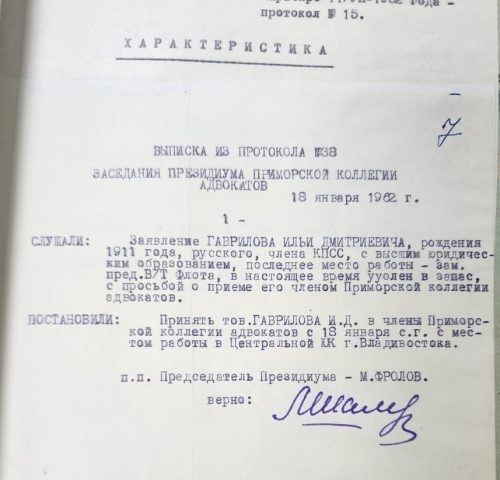 протокол № 15.
ХАРАКТЕРИСТИКА
7
ВЫПИСКА ИЗ ПРОТОКОЛА №38
ЗАСЕДАНИЯ ПРЕЗИДИУМА ПРИМОРСКОЙ КОЛЛЕГИИ
АДВОКАТОВ
18 января 1962 г.
1 -
СЛУШАЛИ: Заявление ГАВРИЛОВА ИЛЬИ ДМИТРИЕВИЧА, рождения
1911 года, русского, члена КПСС, с высшим юридичес-
ким образованием, последнее место работы - зам.
пред.В/Т Флота, в настоящее время ууолен в запас,
с просьбой о приеме его членом Приморской коллегии
адвокатов.
ПОСТАНОВИЛИ: Принять тов.ГАВРИЛОВА И.Д. в члены Приморс-
кой коллегии адвокатов с 18 января с.г. с мес-
том работы в Центральной ЮК г.Владивостока.
п.п. Председатель Президиума - М.ФРОЛОВ.
верно: